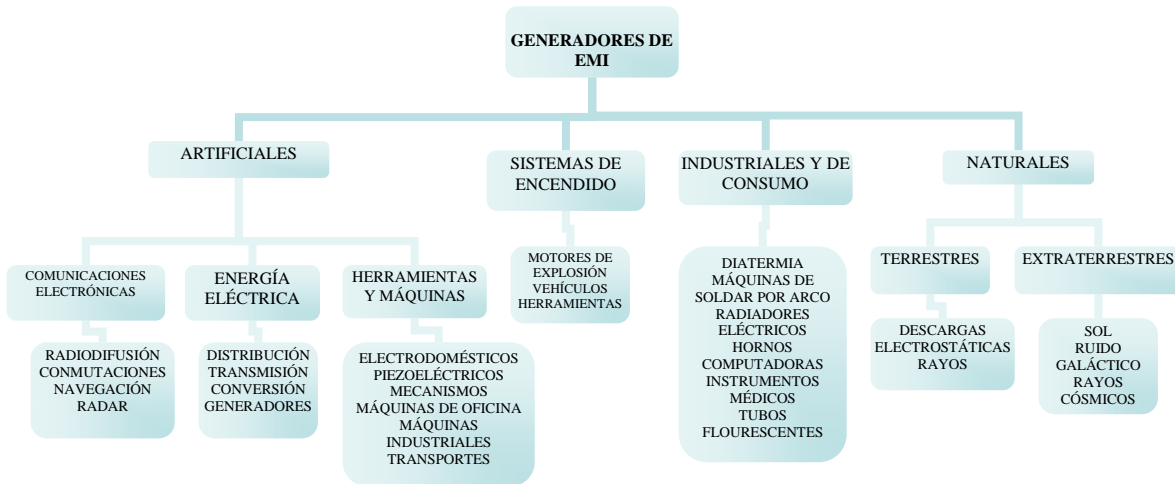 GENERADORES DE
EMI
ARTIFICIALES
SISTEMAS DE
ENCENDIDO
INDUSTRIALES Y DE
CONSUMO
NATURALES
COMUNICACIONES
ELECTRÓNICAS
ENERGÍA
ELÉCTRICA
HERRAMIENTAS
Y MÁQUINAS
MOTORES DE
EXPLOSIÓN
VEHÍCULOS
HERRAMIENTAS
DIATERMIA
MÁQUINAS DE
SOLDAR POR ARCO
RADIADORES
ELÉCTRICOS
HORNOS
COMPUTADORAS
INSTRUMENTOS
MÉDICOS
TUBOS
FLOURESCENTES
TERRESTRES
EXTRATERRESTRES
RADIODIFUSIÓN
CONMUTACIONES
NAVEGACIÓN
RADAR
DISTRIBUCIÓN
TRANSMISIÓN
CONVERSIÓN
GENERADORES
ELECTRODOMÉSTICOS
PIEZOELÉCTRICOS
MECANISMOS
MÁQUINAS DE OFICINA
MÁQUINAS
INDUSTRIALES
TRANSPORTES
DESCARGAS
ELECTROSTÁTICAS
RAYOS
SOL
RUIDO
GALÁCTICO
RAYOS
CÓSMICOS